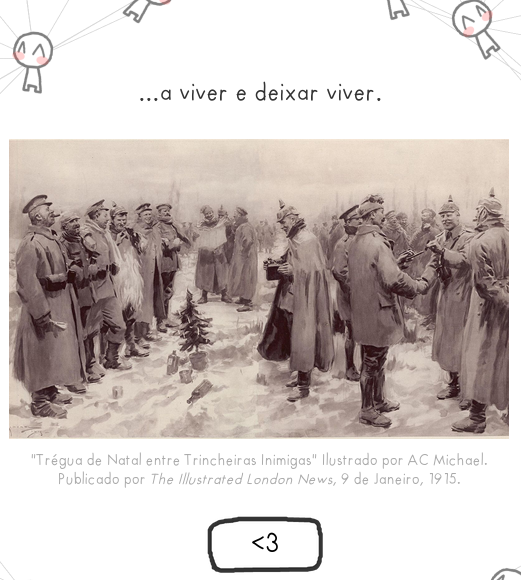 ...a viver e deixar viver.
"Trégua de Natal entre Trincheiras Inimigas" Ilustrado por AC Michael.
Publicado por The Illustrated London News, 9 de Janeiro, 1915.
<3